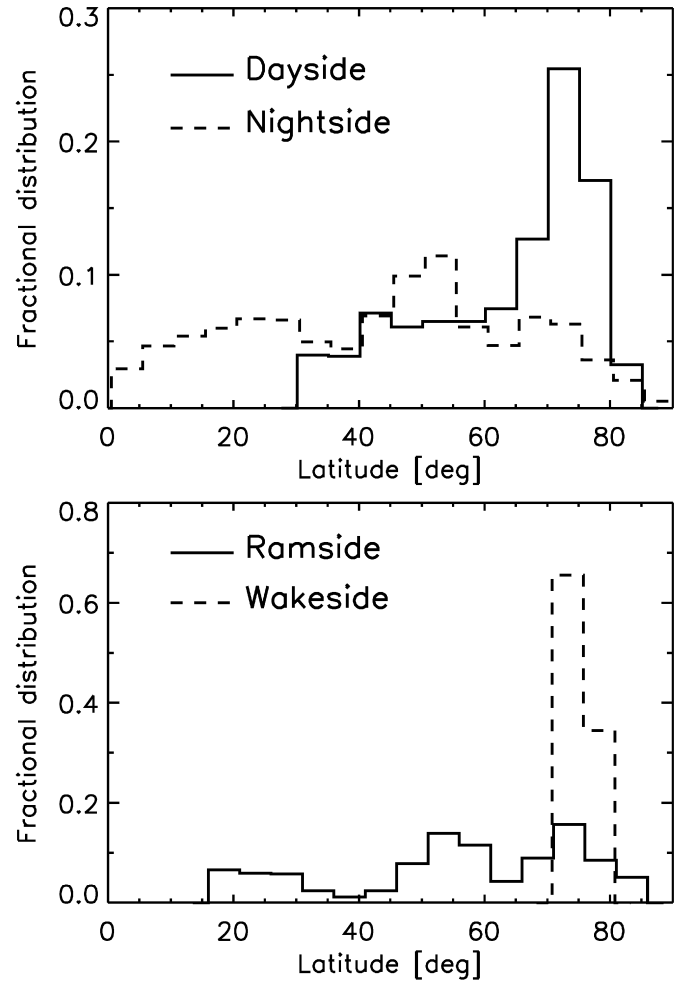 0.3
Dayside
Nightside
0.2
0.1
0.0
Fractional distribution
0 20 40 60 80
Latitude [deg]
0.8
Ramside
Wakeside
0.6
0.4
0.2
0.0
Fractional distribution
0 20 40 60 80
Latitude [deg]